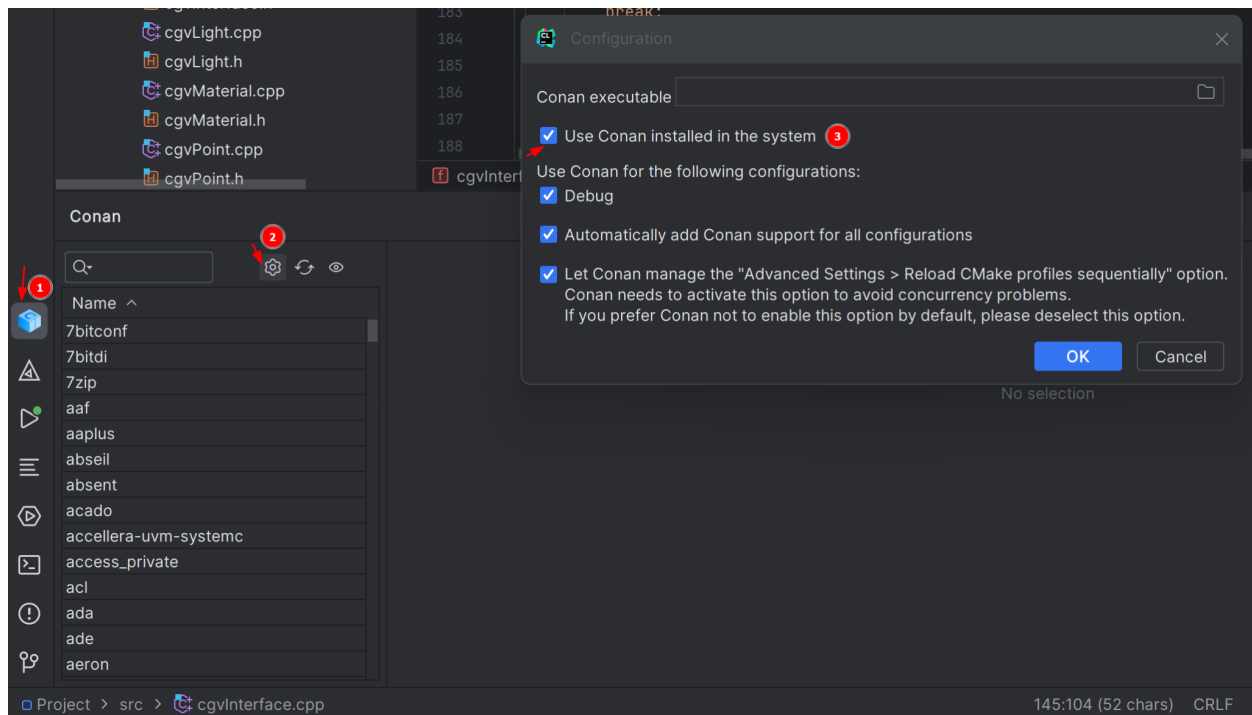 183
break;
184
185
186
187
188
cgvLight.cpp
cgvLight.h
cgvMaterial.cpp
cgvMaterial.h
cgvPoint.cpp
cgvPoint.h
cgvInterf
Configuration
Conan executable
Use Conan installed in the system
3
Use Conan for the following configurations:
Debug
Automatically add Conan support for all configurations
Let Conan manage the "Advanced Settings > Reload CMake profiles sequentially" option.
Conan needs to activate this option to avoid concurrency problems.
If you prefer Conan not to enable this option by default, please deselect this option.
OK
Cancel
No selection
Conan
2
1
Name
7bitconf
7bitdi
7zip
aaf
aaplus
abseil
absent
acado
accellera-uvm-systemc
access_private
acl
ada
ade
aeron
Project > src > cgvInterface.cpp
145:104 (52 chars)
CRLF